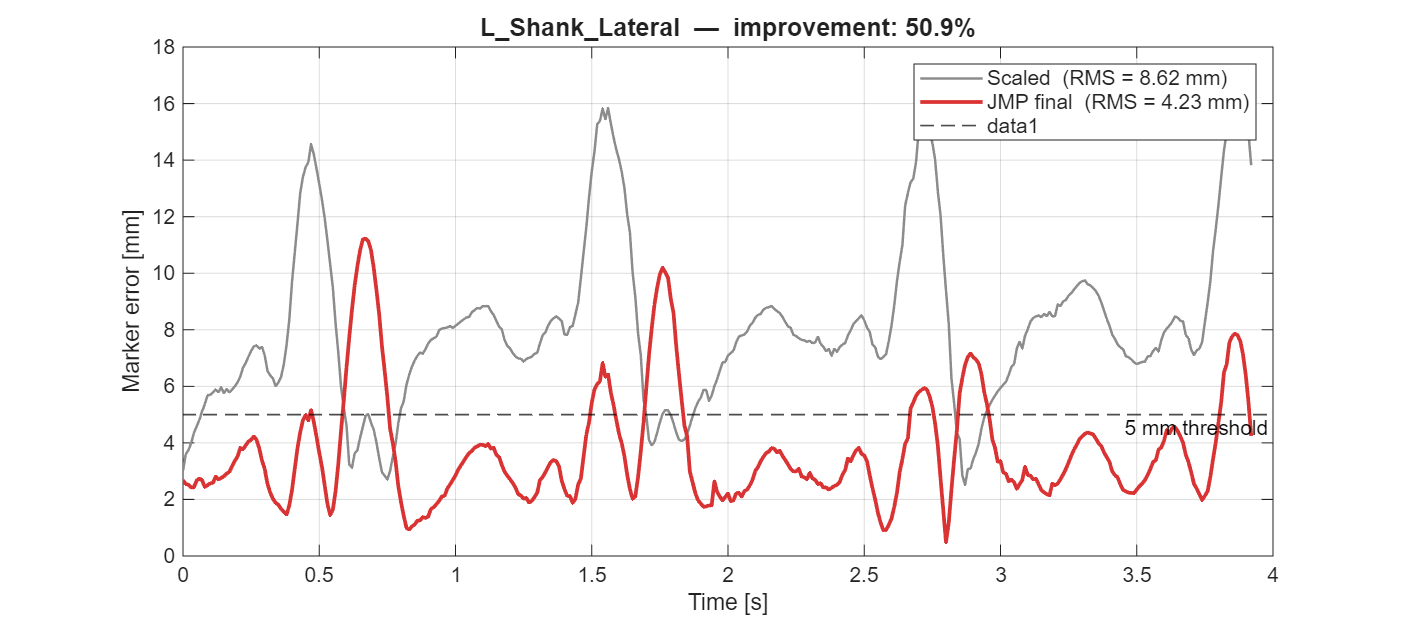 L_Shank_Lateral — improvement: 50.9%
Scaled (RMS = 8.62 mm)
JMP final (RMS = 4.23 mm)
data1
Marker error [mm]
18
16
14
12
10
8
6
4
2
0
5 mm threshold
0 0.5 1 1.5 2 2.5 3 3.5 4
Time [s]